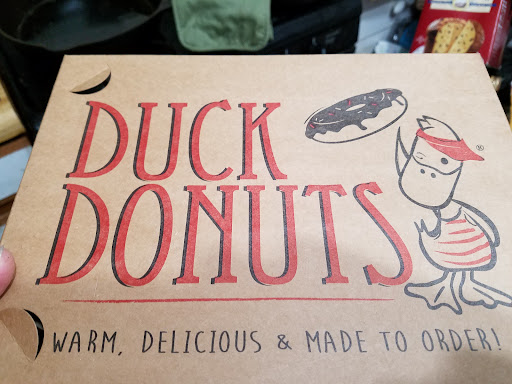 DUCK
DONUTS
®
WARM, DELICIOUS & MADE TO ORDER!